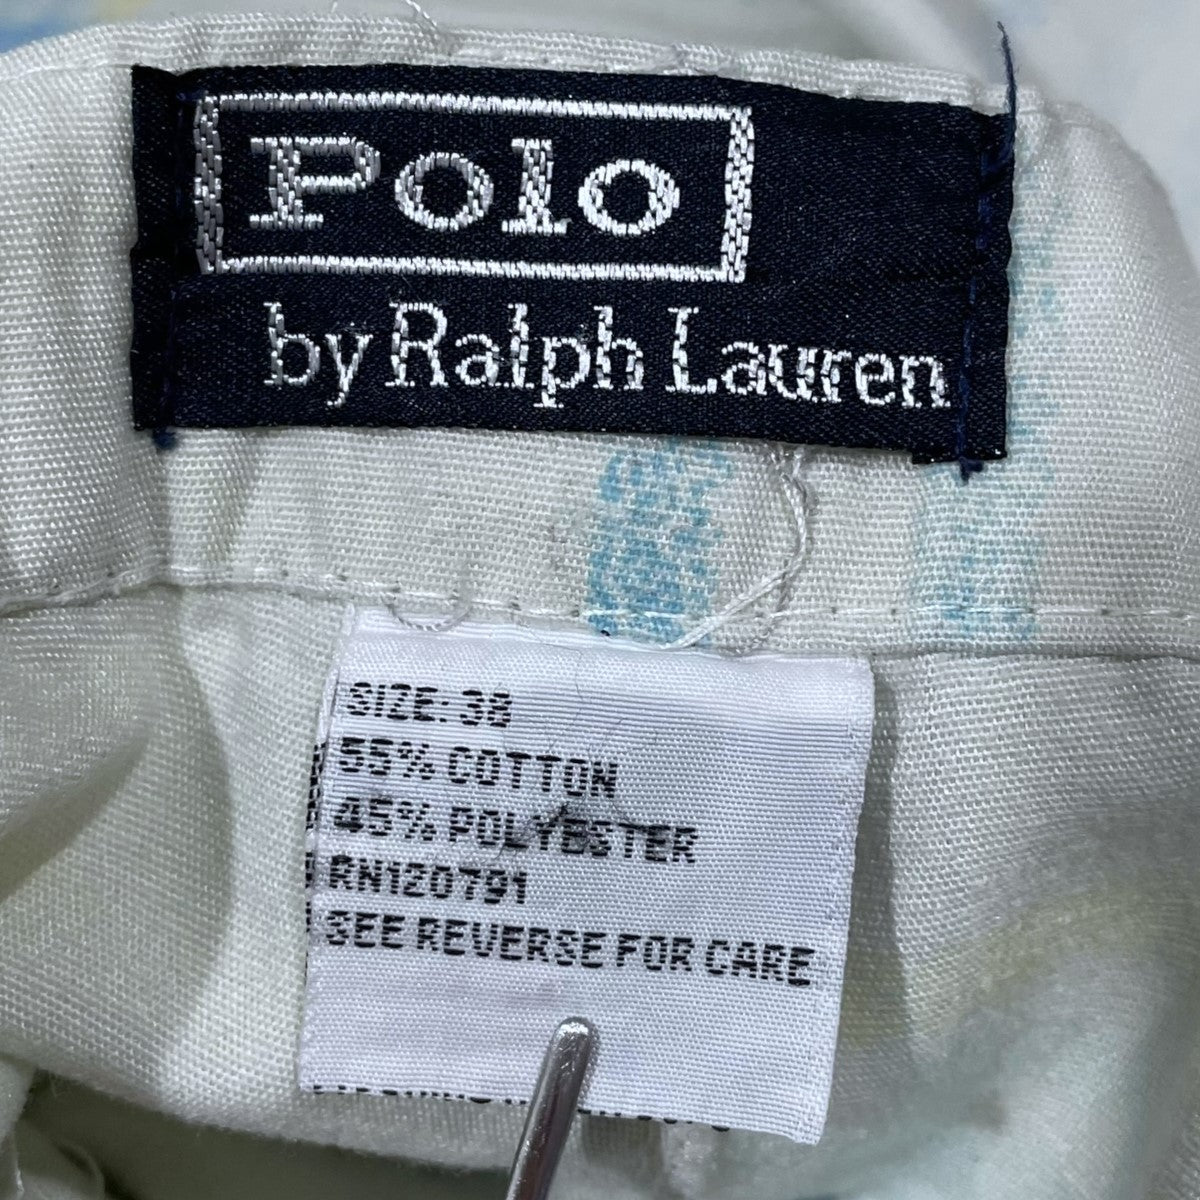 Polo
by Ralph Lauren
SIZE: 38
55% COTTON
45% POLYESTER
RN120791
SEE REVERSE FOR CARE